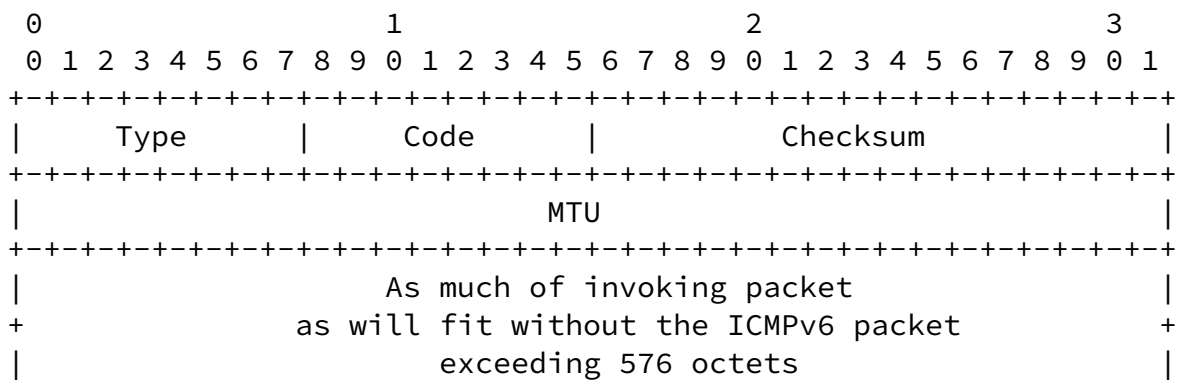 0                   1                   2                   3
 0 1 2 3 4 5 6 7 8 9 0 1 2 3 4 5 6 7 8 9 0 1 2 3 4 5 6 7 8 9 0 1
+-+-+-+-+-+-+-+-+-+-+-+-+-+-+-+-+-+-+-+-+-+-+-+-+-+-+-+-+-+-+-+-+
|     Type      |     Code      |          Checksum             |
+-+-+-+-+-+-+-+-+-+-+-+-+-+-+-+-+-+-+-+-+-+-+-+-+-+-+-+-+-+-+-+-+
|                             MTU                               |
+-+-+-+-+-+-+-+-+-+-+-+-+-+-+-+-+-+-+-+-+-+-+-+-+-+-+-+-+-+-+-+-+
|                    As much of invoking packet                 |
+               as will fit without the ICMPv6 packet           +
|                       exceeding 576 octets                    |